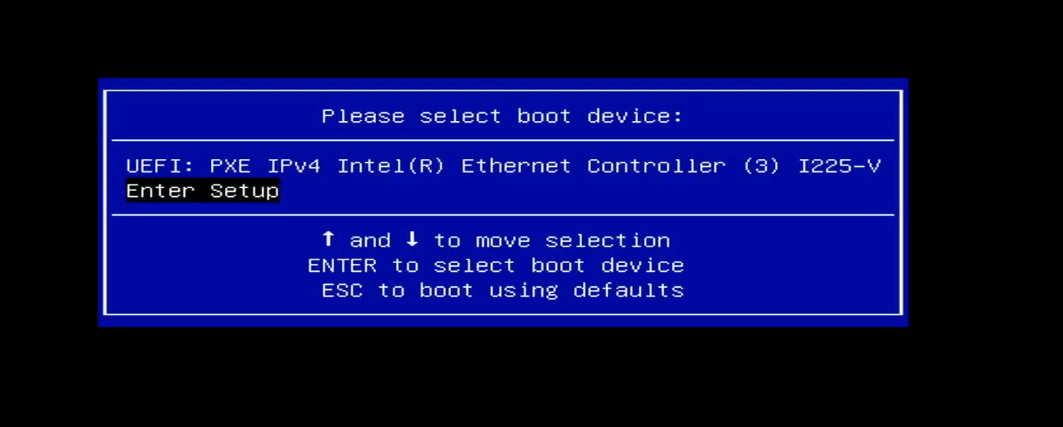 Please select boot device:
UEFI: PXE IPv4 Intel(R) Ethernet Controller (3) I225-V
Enter Setup
↑ and ↓ to move selection
ENTER to select boot device
ESC to boot using defaults